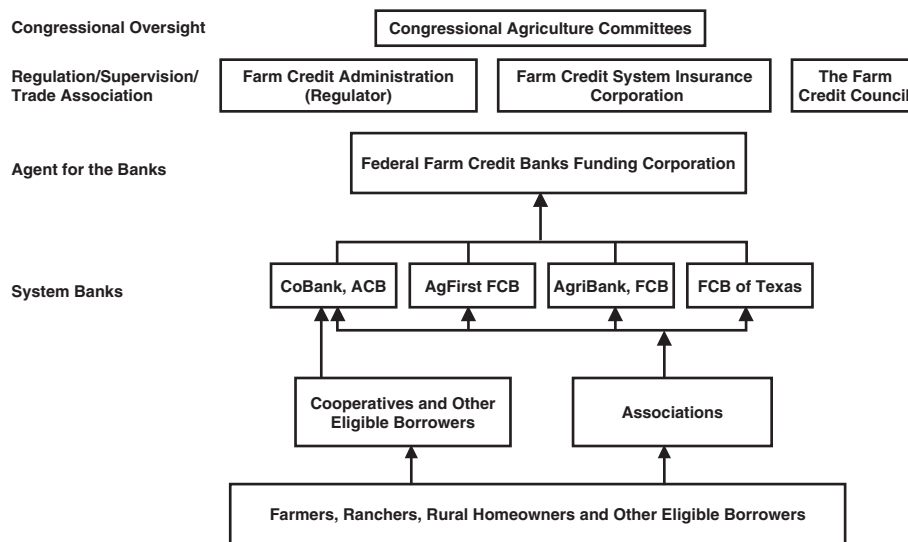 Congressional Oversight
Congressional Agriculture Committees
Regulation/Supervision/
Trade Association
Farm Credit Administration
(Regulator)
Farm Credit System Insurance
Corporation
The Farm
Credit Council
Agent for the Banks
Federal Farm Credit Banks Funding Corporation
System Banks
CoBank, ACB
AgFirst FCB
AgriBank, FCB
FCB of Texas
Cooperatives and Other
Eligible Borrowers
Associations
Farmers, Ranchers, Rural Homeowners and Other Eligible Borrowers